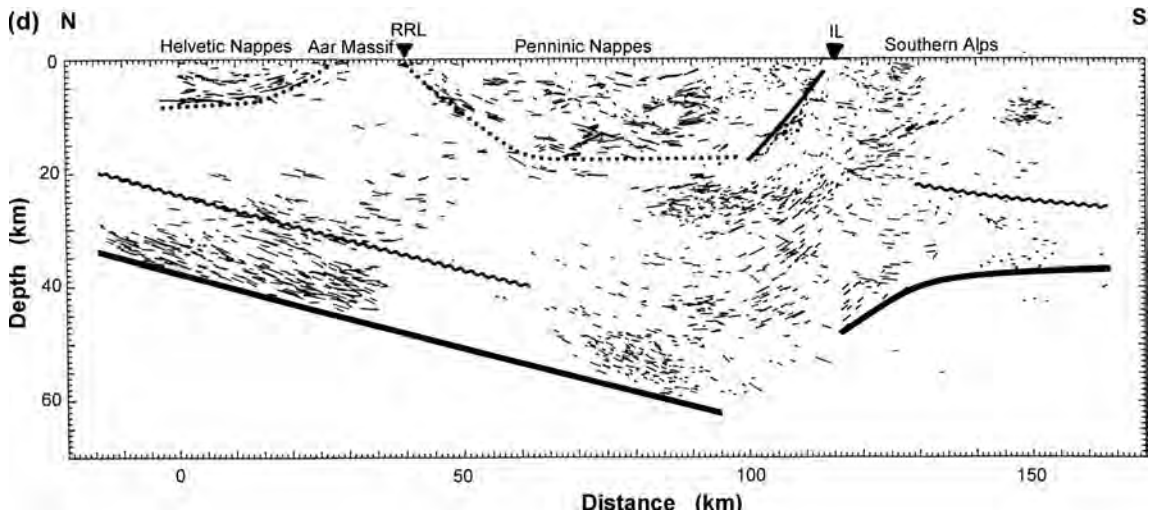 (d) N S
RRL IL
Helvetic Nappes Aar Massif Penninic Nappes Southern Alps
0
20
40
60
Depth (km)
0 50 100 150
Distance (km)